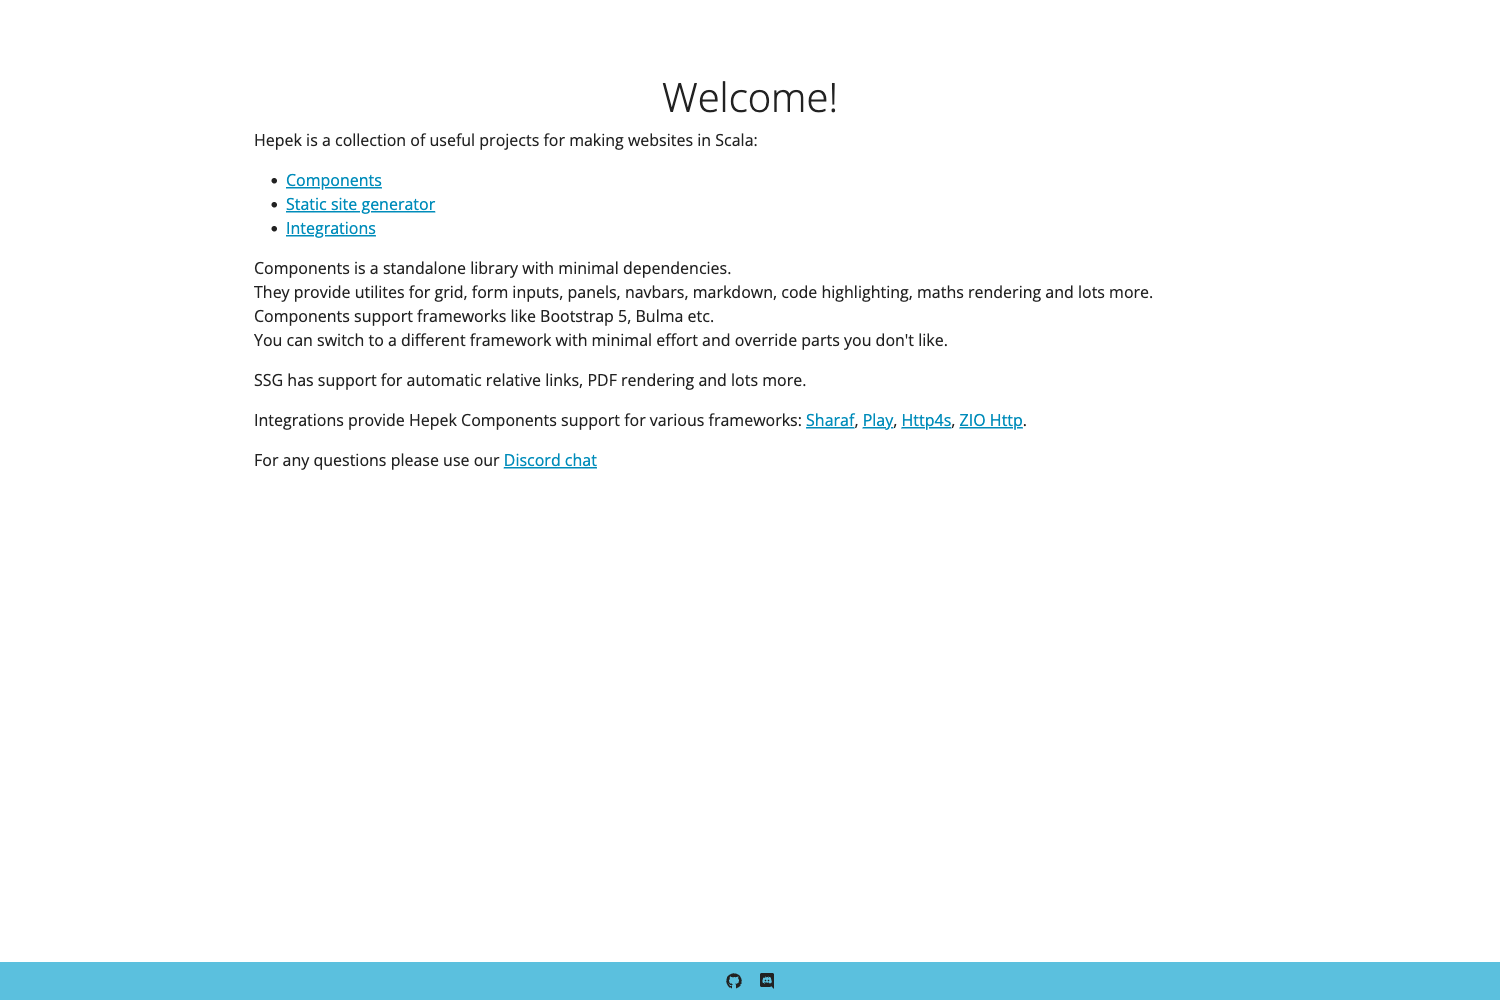 Welcome!
Hepek is a collection of useful projects for making websites in Scala:
Components
Static site generator
Integrations
Components is a standalone library with minimal dependencies.
They provide utilites for grid, form inputs, panels, navbars, markdown, code highlighting, maths rendering and lots more.
Components support frameworks like Bootstrap 5, Bulma etc.
You can switch to a different framework with minimal effort and override parts you don't like.
SSG has support for automatic relative links, PDF rendering and lots more.
Integrations provide Hepek Components support for various frameworks: Sharaf, Play, Http4s, ZIO Http.
For any questions please use our Discord chat